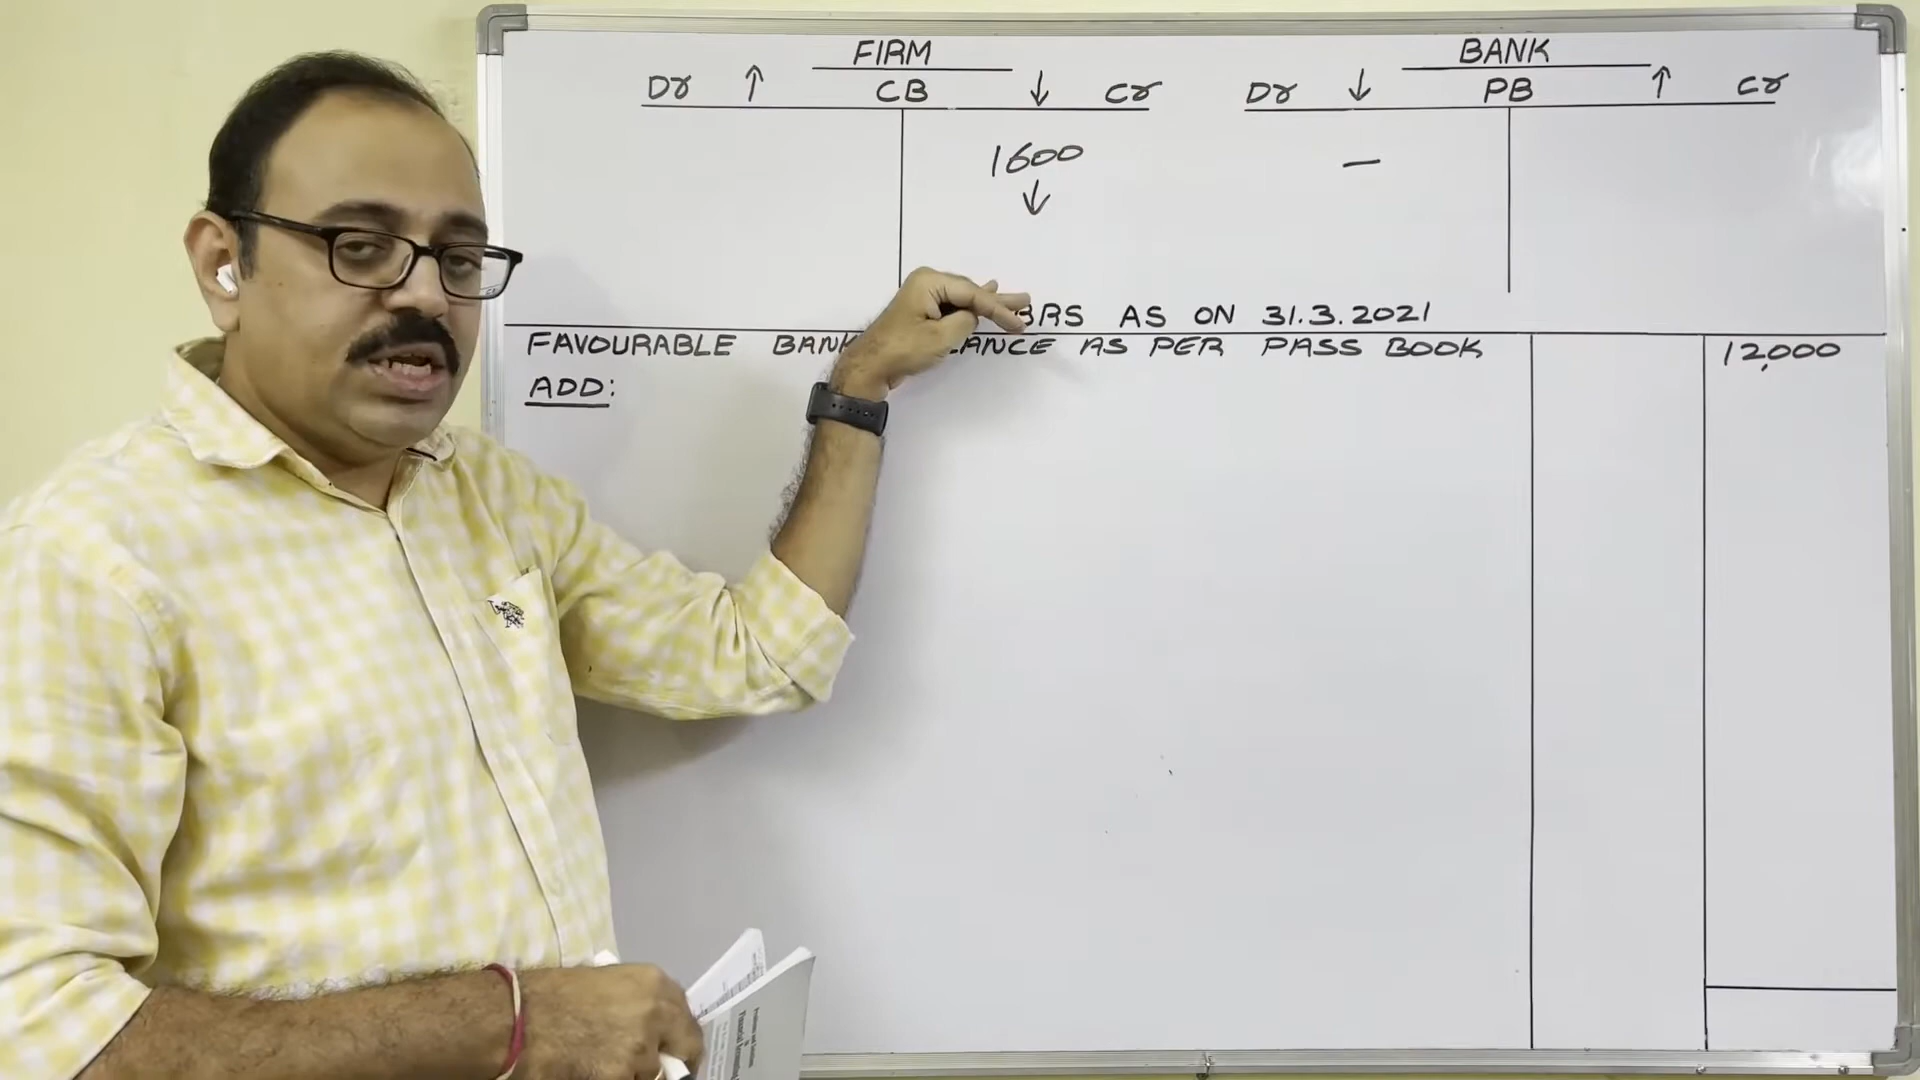 FIRM
Dr ↑ CB ↓ Cr
1600
↓
BANK
Dr ↓ PB ↑ Cr
—
BRS AS ON 31.3.2021
FAVOURABLE BANK LANCE AS PER PASS BOOK 12,000
ADD: